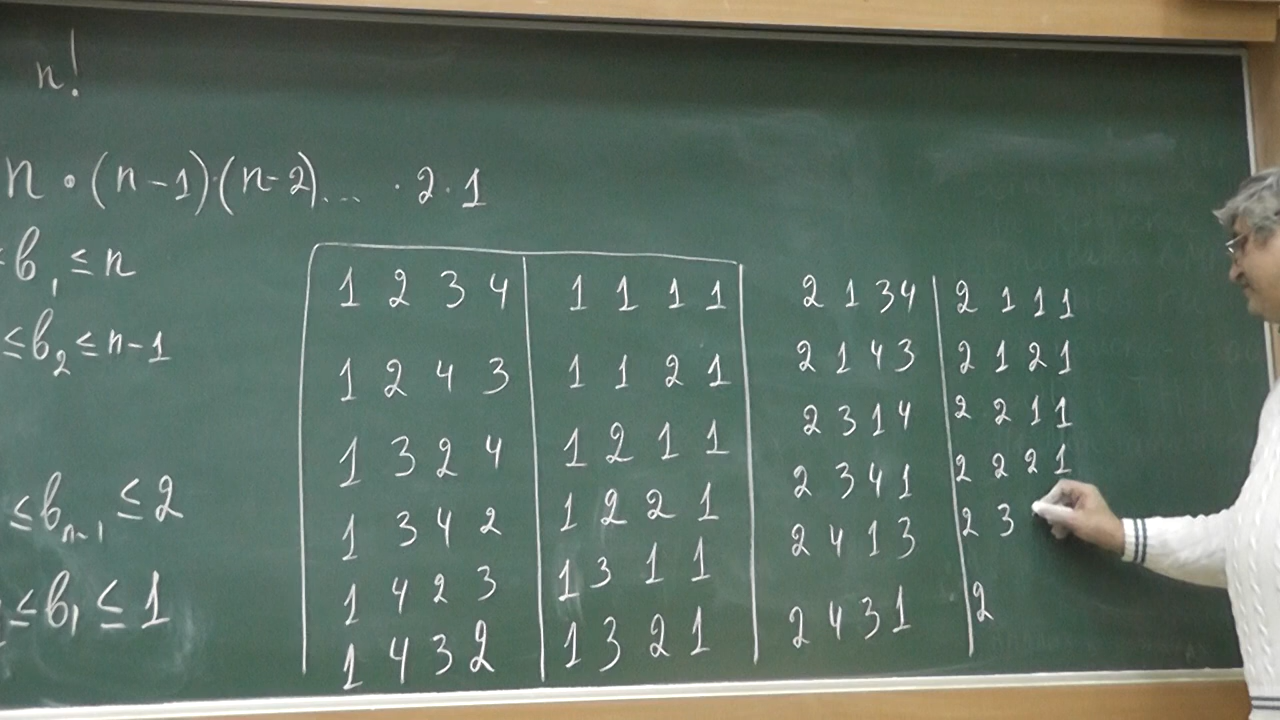 n!
n · (n-1) · (n-2) ... · 2 · 1
≤ b₁ ≤ n
≤ b₂ ≤ n-1
≤ bₙ₋₁ ≤ 2
≤ b₁ ≤ 1
1 2 3 4 | 1 1 1 1
1 2 4 3 | 1 1 2 1
1 3 2 4 | 1 2 1 1
1 3 4 2 | 1 2 2 1
1 4 2 3 | 1 3 1 1
1 4 3 2 | 1 3 2 1
2 1 3 4 | 2 1 1 1
2 1 4 3 | 2 1 2 1
2 3 1 4 | 2 2 1 1
2 3 4 1 | 2 2 2 1
2 4 1 3 | 2 3
2 4 3 1 | 2